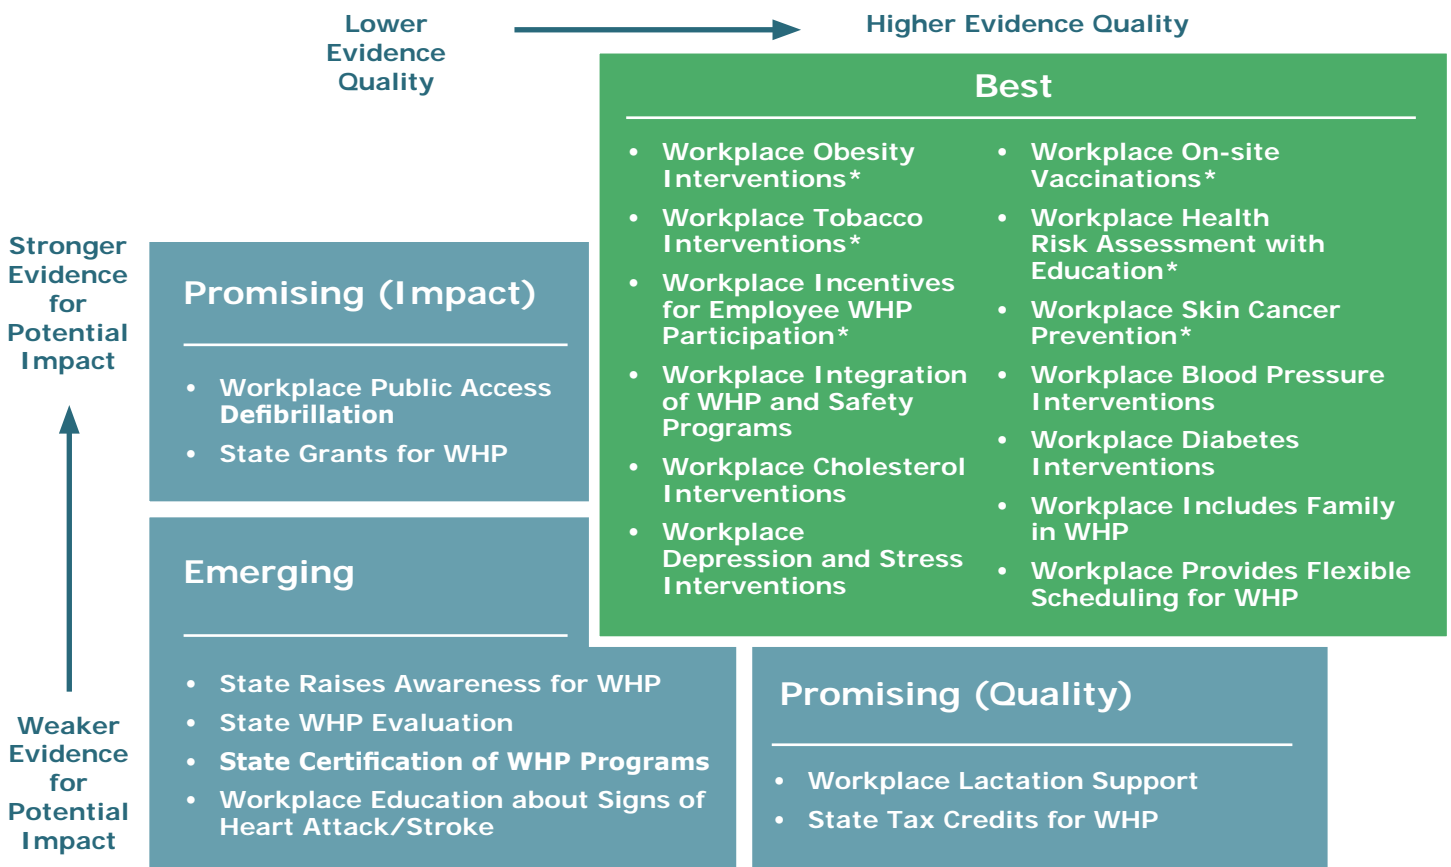 Lower
Evidence
Quality
Higher Evidence Quality
Best
• Workplace Obesity
Interventions*
• Workplace Tobacco
Interventions*
• Workplace Incentives
for Employee WHP
Participation*
• Workplace Integration
of WHP and Safety
Programs
• Workplace Cholesterol
Interventions
• Workplace
Depression and Stress
Interventions
• Workplace On-site
Vaccinations*
• Workplace Health
Risk Assessment with
Education*
• Workplace Skin Cancer
Prevention*
• Workplace Blood Pressure
Interventions
• Workplace Diabetes
Interventions
• Workplace Includes Family
in WHP
• Workplace Provides Flexible
Scheduling for WHP
Stronger
Evidence
for
Potential
Impact
Promising (Impact)
• Workplace Public Access
Defibrillation
• State Grants for WHP
Emerging
• State Raises Awareness for WHP
• State WHP Evaluation
• State Certification of WHP Programs
• Workplace Education about Signs of
Heart Attack/Stroke
Weaker
Evidence
for
Potential
Impact
Promising (Quality)
• Workplace Lactation Support
• State Tax Credits for WHP